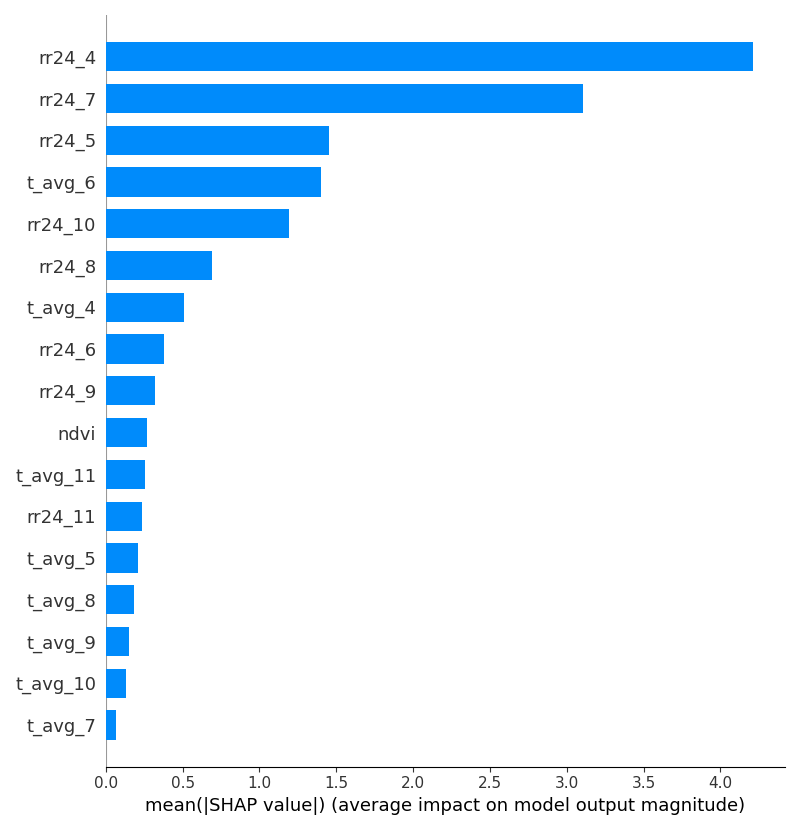 rr24_4
rr24_7
rr24_5
t_avg_6
rr24_10
rr24_8
t_avg_4
rr24_6
rr24_9
ndvi
t_avg_11
rr24_11
t_avg_5
t_avg_8
t_avg_9
t_avg_10
t_avg_7
0.0 0.5 1.0 1.5 2.0 2.5 3.0 3.5 4.0
mean(|SHAP value|) (average impact on model output magnitude)